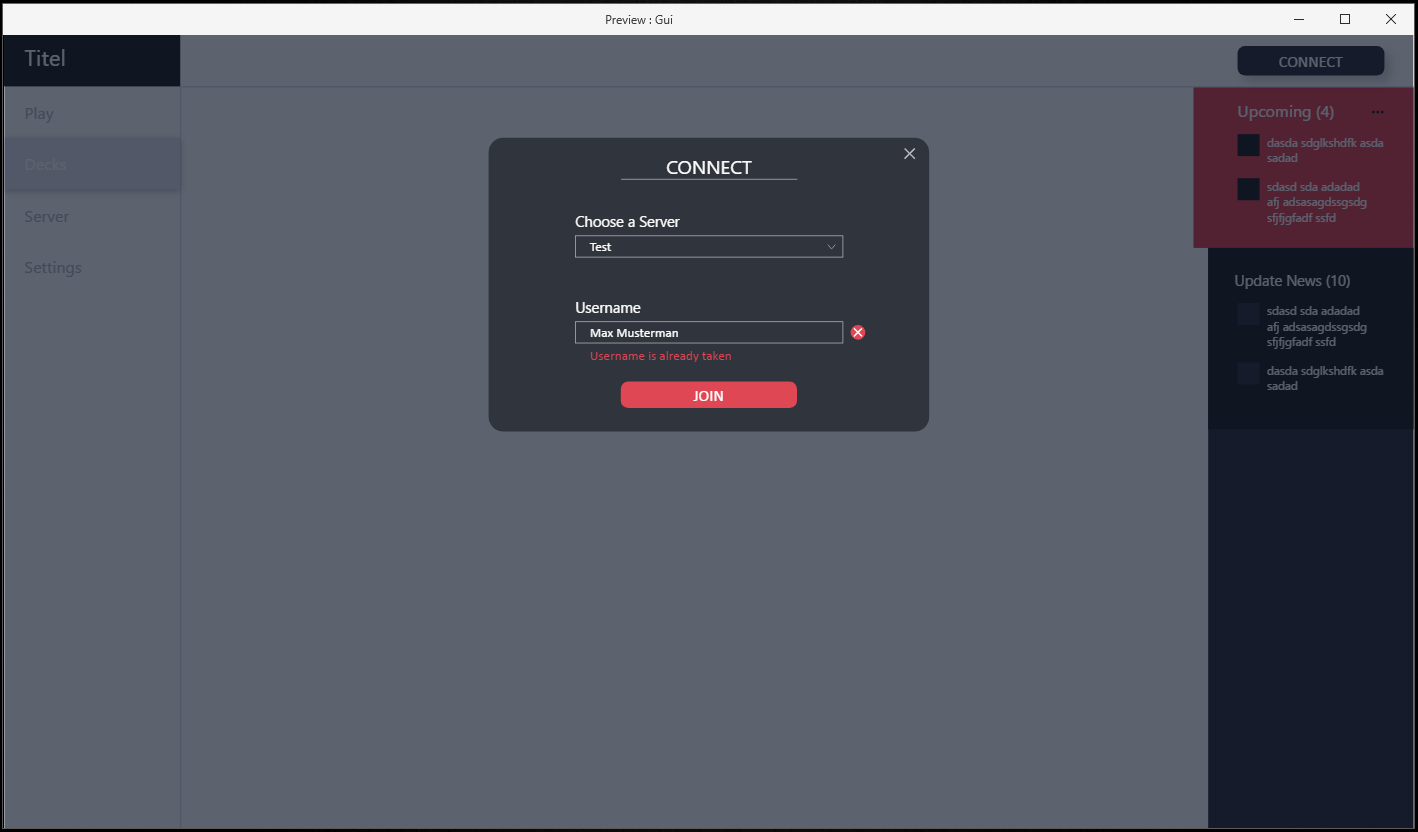 Preview : Gui
Titel
CONNECT
Play
Decks
Server
Settings
CONNECT
Choose a Server
Test
Username
Max Musterman
Username is already taken
JOIN
Upcoming (4)
dasda sdglkshdfk asda
sadad
sdasd sda adadad
afj adsasagdssgsdg
sfjfjgfadf ssfd
Update News (10)
sdasd sda adadad
afj adsasagdssgsdg
sfjfjgfadf ssfd
dasda sdglkshdfk asda
sadad